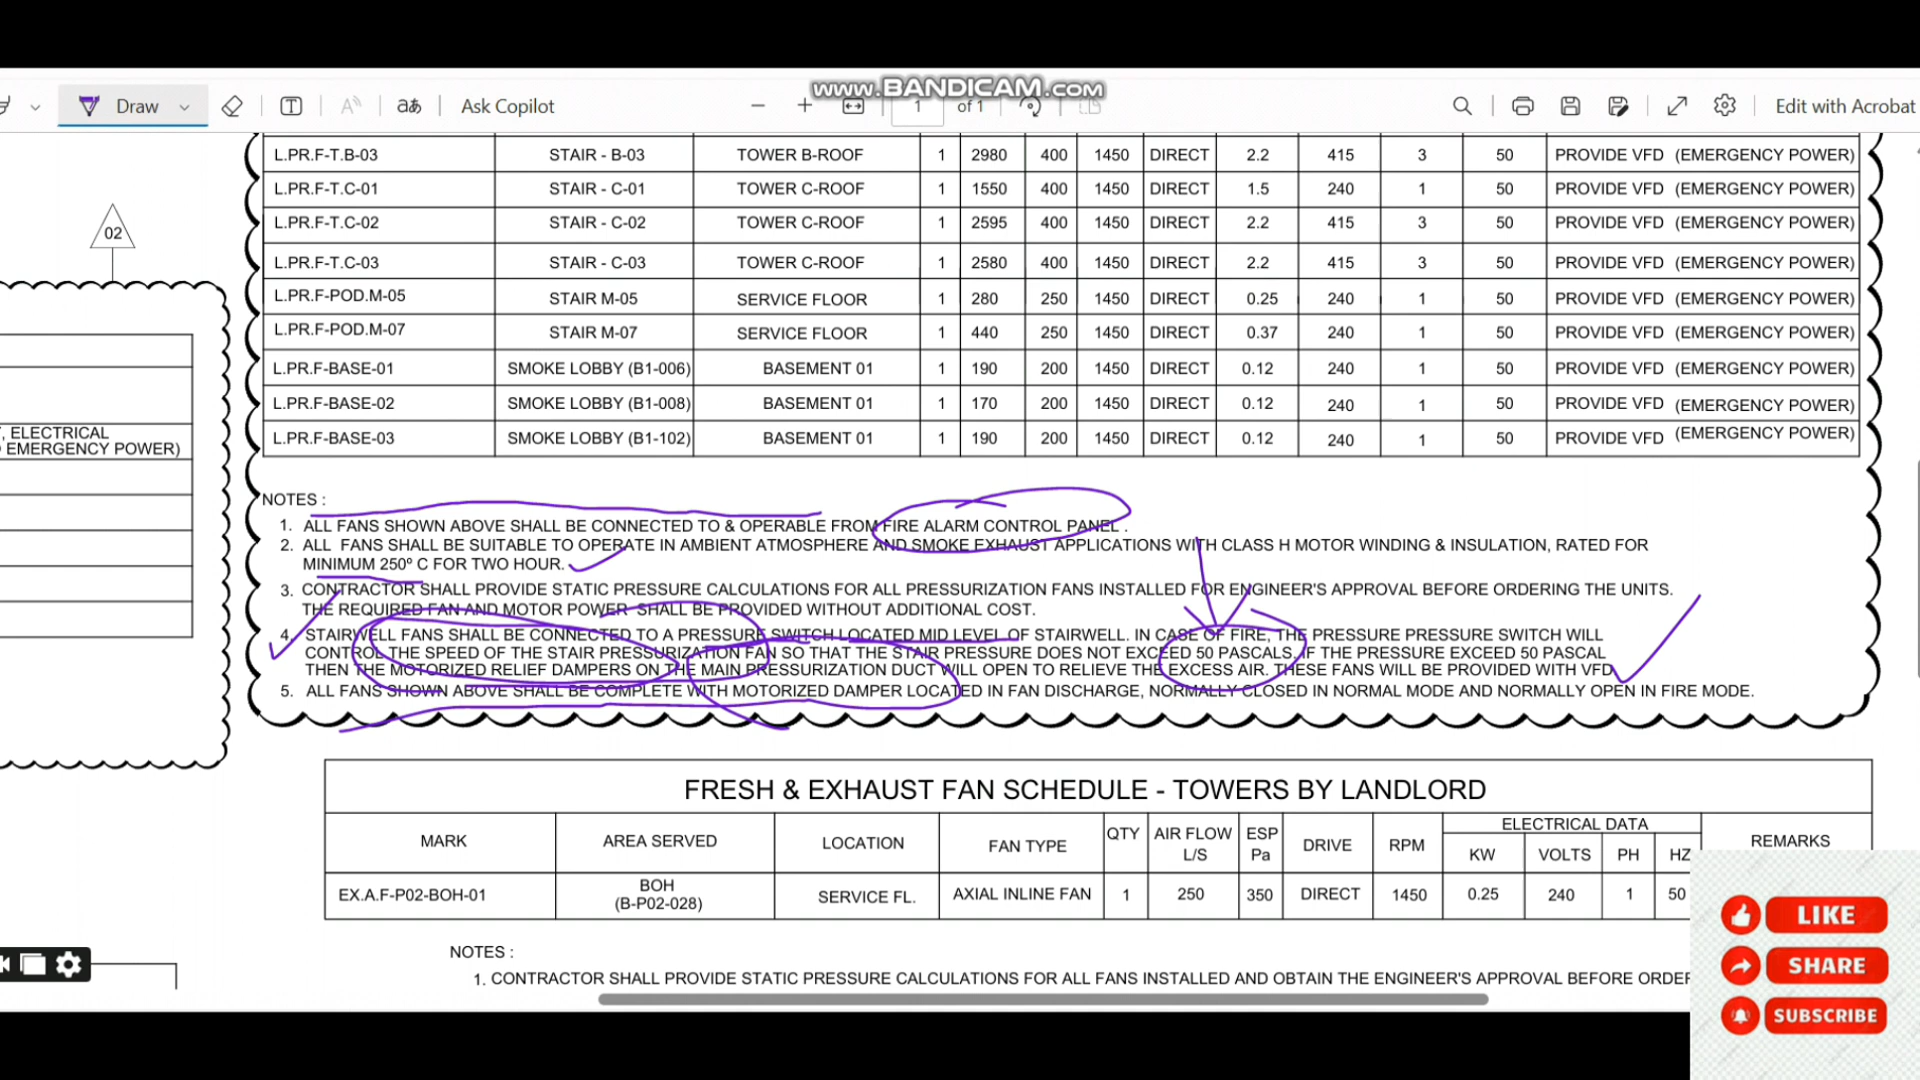 www.BANDICAM.com
Draw
T
A
aあ
Ask Copilot
1 of 1
Edit with Acrobat
L.PR.F-T.B-03 STAIR - B-03 TOWER B-ROOF 1 2980 400 1450 DIRECT 2.2 415 3 50 PROVIDE VFD (EMERGENCY POWER)
L.PR.F-T.C-01 STAIR - C-01 TOWER C-ROOF 1 1550 400 1450 DIRECT 1.5 240 1 50 PROVIDE VFD (EMERGENCY POWER)
L.PR.F-T.C-02 STAIR - C-02 TOWER C-ROOF 1 2595 400 1450 DIRECT 2.2 415 3 50 PROVIDE VFD (EMERGENCY POWER)
02
L.PR.F-T.C-03 STAIR - C-03 TOWER C-ROOF 1 2580 400 1450 DIRECT 2.2 415 3 50 PROVIDE VFD (EMERGENCY POWER)
L.PR.F-POD.M-05 STAIR M-05 SERVICE FLOOR 1 280 250 1450 DIRECT 0.25 240 1 50 PROVIDE VFD (EMERGENCY POWER)
L.PR.F-POD.M-07 STAIR M-07 SERVICE FLOOR 1 440 250 1450 DIRECT 0.37 240 1 50 PROVIDE VFD (EMERGENCY POWER)
L.PR.F-BASE-01 SMOKE LOBBY (B1-006) BASEMENT 01 1 190 200 1450 DIRECT 0.12 240 1 50 PROVIDE VFD (EMERGENCY POWER)
L.PR.F-BASE-02 SMOKE LOBBY (B1-008) BASEMENT 01 1 170 200 1450 DIRECT 0.12 240 1 50 PROVIDE VFD (EMERGENCY POWER)
L.PR.F-BASE-03 SMOKE LOBBY (B1-102) BASEMENT 01 1 190 200 1450 DIRECT 0.12 240 1 50 PROVIDE VFD (EMERGENCY POWER)
, ELECTRICAL
EMERGENCY POWER)
NOTES :
1. ALL FANS SHOWN ABOVE SHALL BE CONNECTED TO & OPERABLE FROM FIRE ALARM CONTROL PANEL .
2. ALL FANS SHALL BE SUITABLE TO OPERATE IN AMBIENT ATMOSPHERE AND SMOKE EXHAUST APPLICATIONS WITH CLASS H MOTOR WINDING & INSULATION, RATED FOR
MINIMUM 250º C FOR TWO HOUR.
3. CONTRACTOR SHALL PROVIDE STATIC PRESSURE CALCULATIONS FOR ALL PRESSURIZATION FANS INSTALLED FOR ENGINEER'S APPROVAL BEFORE ORDERING THE UNITS.
THE REQUIRED FAN AND MOTOR POWER SHALL BE PROVIDED WITHOUT ADDITIONAL COST.
4. STAIRWELL FANS SHALL BE CONNECTED TO A PRESSURE SWITCH LOCATED MID LEVEL OF STAIRWELL. IN CASE OF FIRE, THE PRESSURE PRESSURE SWITCH WILL
CONTROL THE SPEED OF THE STAIR PRESSURIZATION FAN SO THAT THE STAIR PRESSURE DOES NOT EXCEED 50 PASCALS. IF THE PRESSURE EXCEED 50 PASCAL
THEN THE MOTORIZED RELIEF DAMPERS ON THE MAIN PRESSURIZATION DUCT WILL OPEN TO RELIEVE THE EXCESS AIR. THESE FANS WILL BE PROVIDED WITH VFD
5. ALL FANS SHOWN ABOVE SHALL BE COMPLETE WITH MOTORIZED DAMPER LOCATED IN FAN DISCHARGE, NORMALLY CLOSED IN NORMAL MODE AND NORMALLY OPEN IN FIRE MODE.
FRESH & EXHAUST FAN SCHEDULE - TOWERS BY LANDLORD
MARK AREA SERVED LOCATION FAN TYPE QTY AIR FLOW L/S ESP Pa DRIVE RPM ELECTRICAL DATA KW VOLTS PH HZ REMARKS
EX.A.F-P02-BOH-01 BOH (B-P02-028) SERVICE FL. AXIAL INLINE FAN 1 250 350 DIRECT 1450 0.25 240 1 50
NOTES :
1. CONTRACTOR SHALL PROVIDE STATIC PRESSURE CALCULATIONS FOR ALL FANS INSTALLED AND OBTAIN THE ENGINEER'S APPROVAL BEFORE ORDER
LIKE
SHARE
SUBSCRIBE